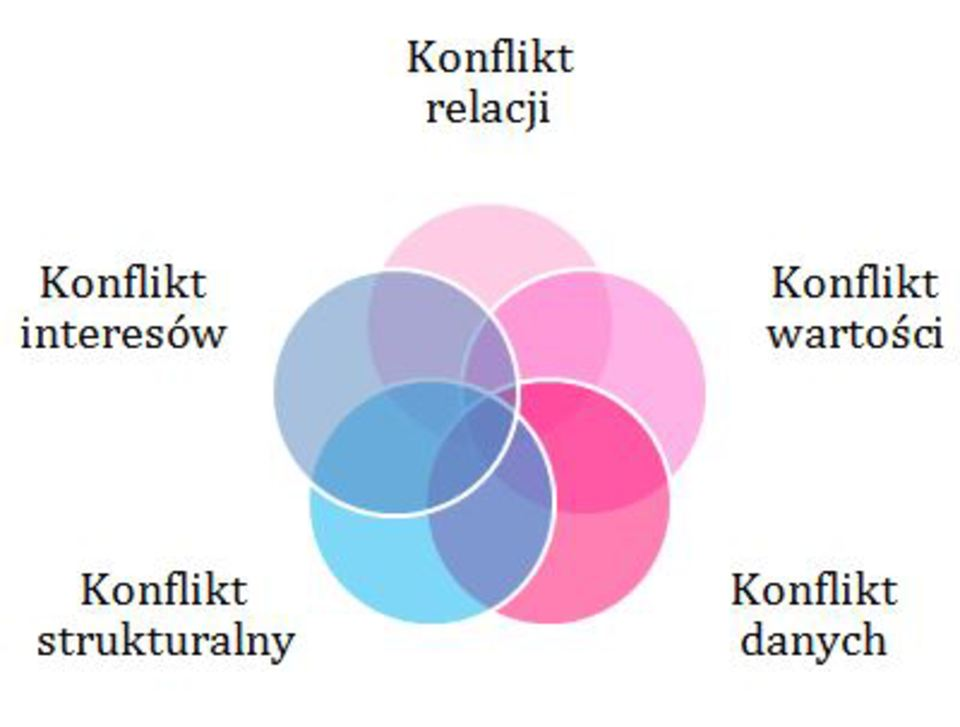 Konflikt
relacji
Konflikt
interesów
Konflikt
wartości
Konflikt
strukturalny
Konflikt
danych